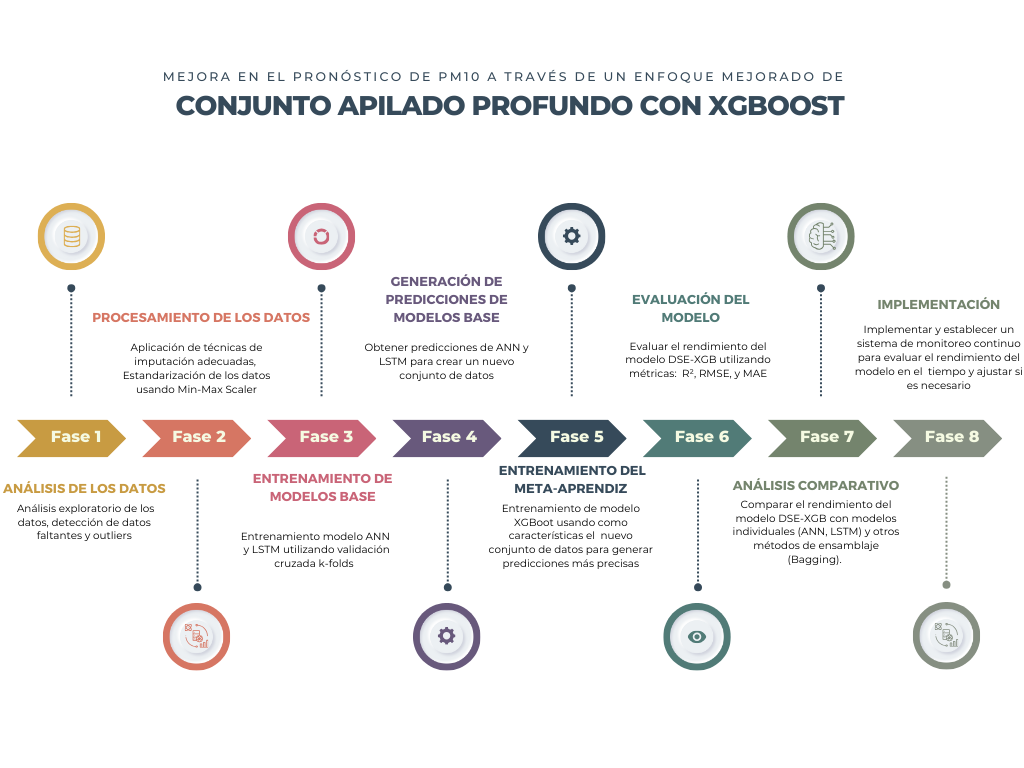 MEJORA EN EL PRONÓSTICO DE PM10 A TRAVÉS DE UN ENFOQUE MEJORADO DE
CONJUNTO APILADO PROFUNDO CON XGBOOST
PROCESAMIENTO DE LOS DATOS
Aplicación de técnicas de
imputación adecuadas,
Estandarización de los datos
usando Min-Max Scaler
GENERACIÓN DE
PREDICCIONES DE
MODELOS BASE
Obtener predicciones de ANN y
LSTM para crear un nuevo
conjunto de datos
EVALUACIÓN DEL
MODELO
Evaluar el rendimiento del
modelo DSE-XGB utilizando
métricas: R², RMSE, y MAE
IMPLEMENTACIÓN
Implementar y establecer un
sistema de monitoreo continuo
para evaluar el rendimiento del
modelo en el tiempo y ajustar si
es necesario
Fase 1
Fase 2
Fase 3
Fase 4
Fase 5
Fase 6
Fase 7
Fase 8
ANÁLISIS DE LOS DATOS
Análisis exploratorio de los
datos, detección de datos
faltantes y outliers
ENTRENAMIENTO DE
MODELOS BASE
Entrenamiento modelo ANN
y LSTM utilizando validación
cruzada k-folds
ENTRENAMIENTO DEL
META-APRENDIZ
Entrenamiento de modelo
XGBoot usando como
características el nuevo
conjunto de datos para generar
predicciones más precisas
ANÁLISIS COMPARATIVO
Comparar el rendimiento del
modelo DSE-XGB con modelos
individuales (ANN, LSTM) y otros
métodos de ensamblaje
(Bagging).